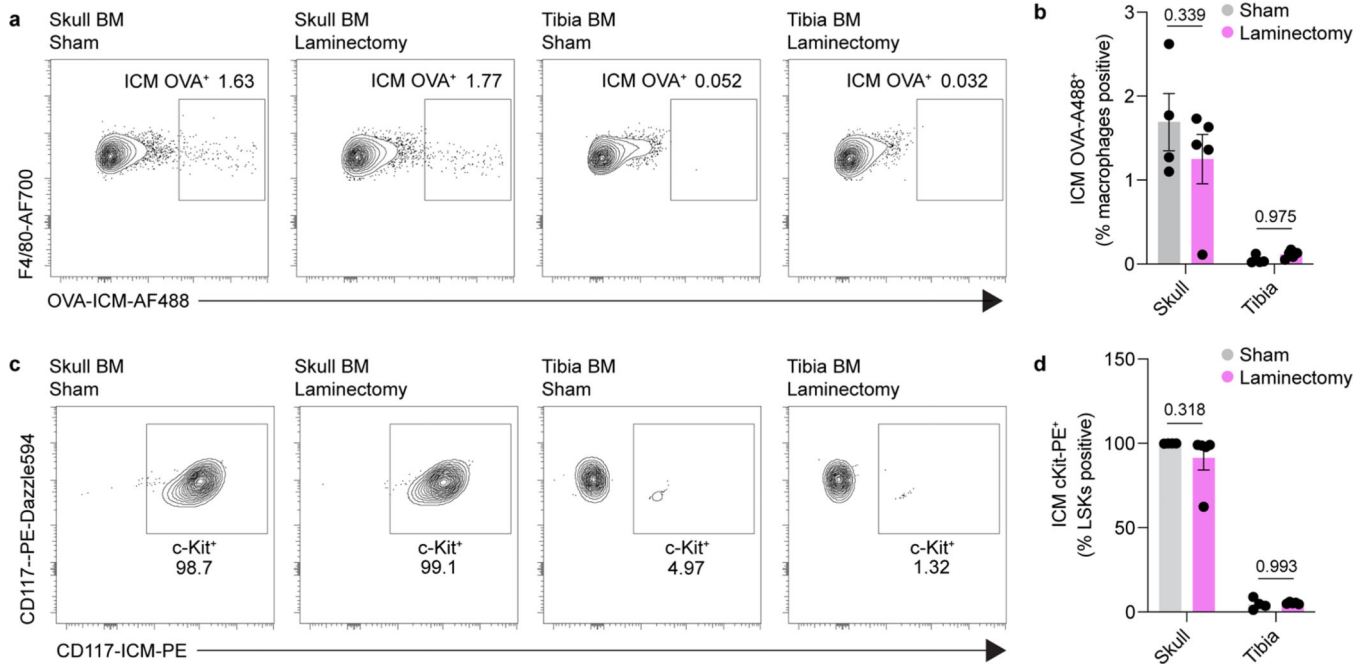 a
Skull BM
Sham
Skull BM
Laminectomy
Tibia BM
Sham
Tibia BM
Laminectomy
ICM OVA⁺ 1.63
ICM OVA⁺ 1.77
ICM OVA⁺ 0.052
ICM OVA⁺ 0.032
F4/80-AF700
OVA-ICM-AF488
b
Sham
Laminectomy
0.339
0.975
3
2
1
0
ICM OVA-A488⁺
(% macrophages positive)
Skull
Tibia
c
Skull BM
Sham
Skull BM
Laminectomy
Tibia BM
Sham
Tibia BM
Laminectomy
c-Kit⁺
98.7
c-Kit⁺
99.1
c-Kit⁺
4.97
c-Kit⁺
1.32
CD117--PE-Dazzle594
CD117-ICM-PE
d
Sham
Laminectomy
0.318
0.993
150
100
50
0
ICM cKit-PE⁺
(% LSKs positive)
Skull
Tibia